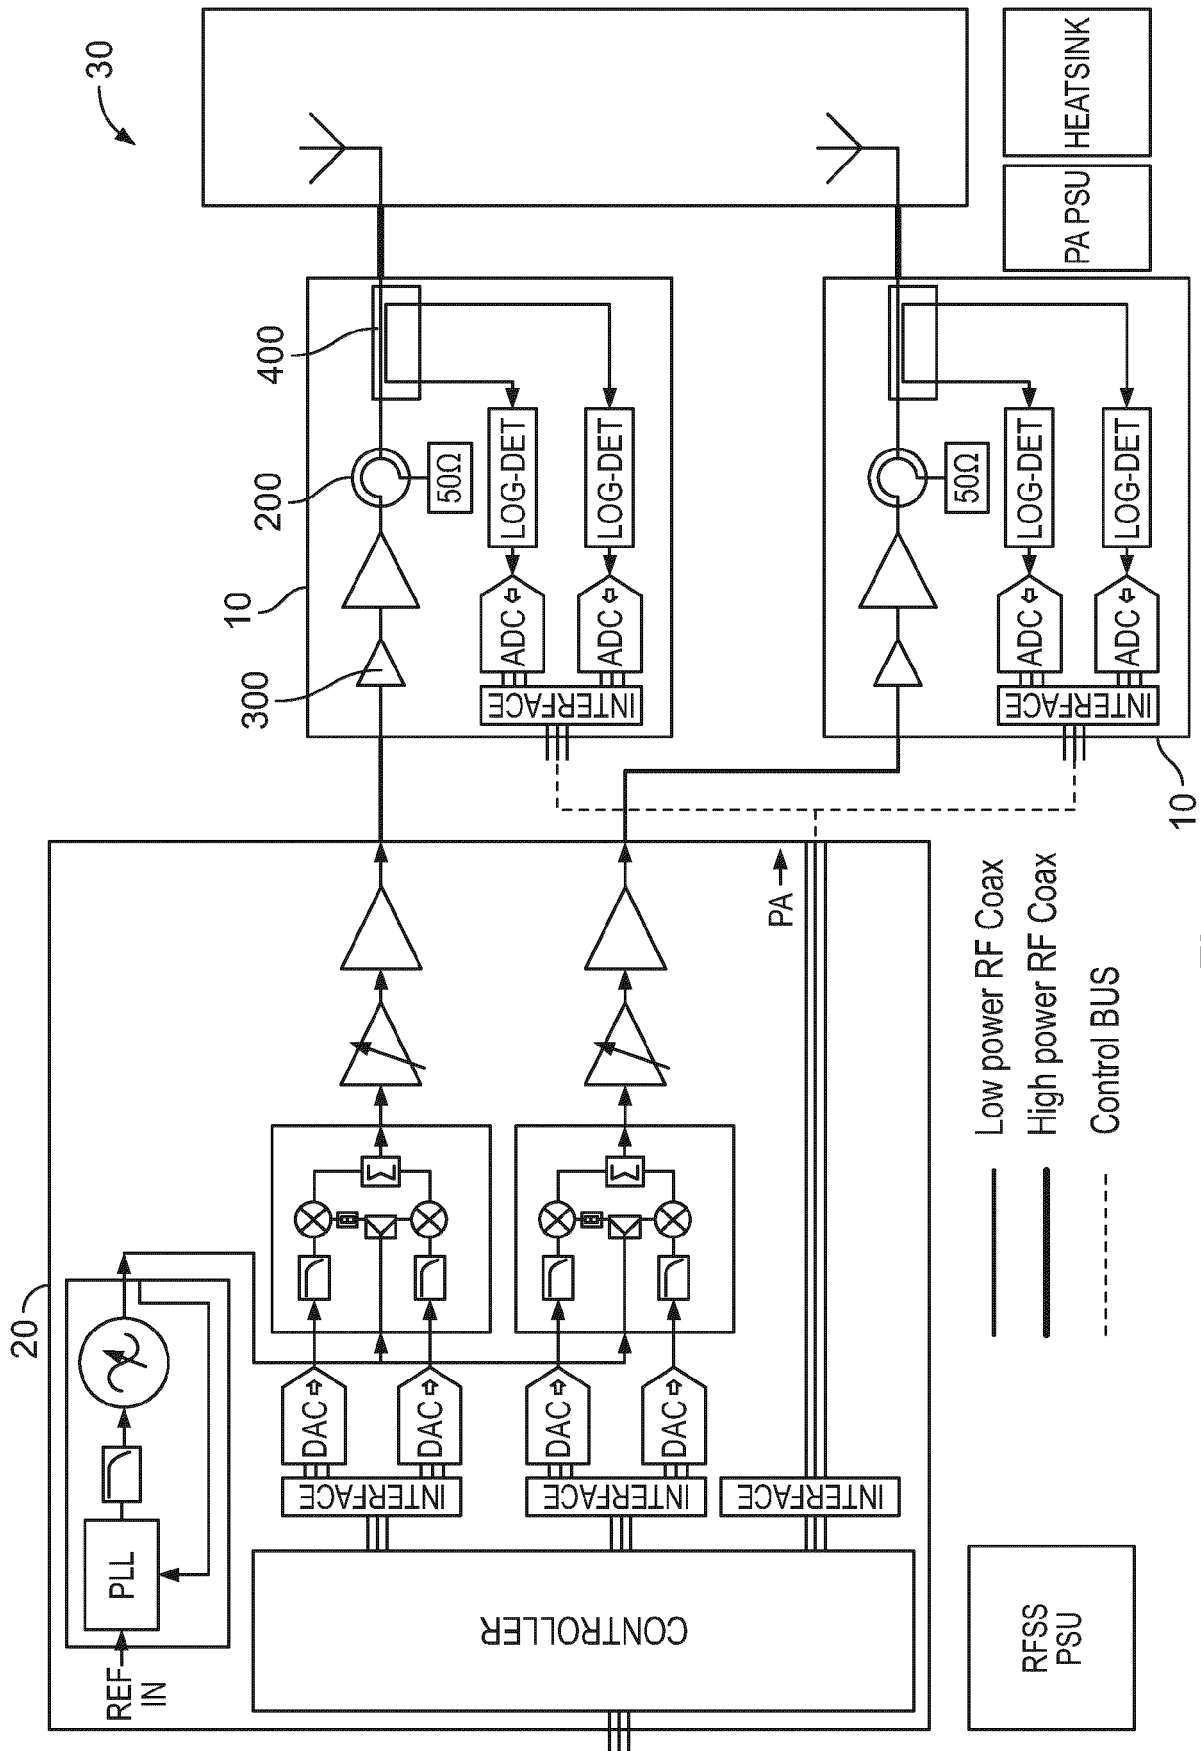 30
20
REF
IN
PLL
CONTROLLER
INTERFACE
INTERFACE
INTERFACE
DAC
DAC
DAC
DAC
Σ
Σ
PA
10
300
200
400
50Ω
LOG-DET
LOG-DET
ADC
ADC
INTERFACE
10
50Ω
LOG-DET
LOG-DET
ADC
ADC
INTERFACE
PA PSU
HEATSINK
RFSS
PSU
Low power RF Coax
High power RF Coax
Control BUS